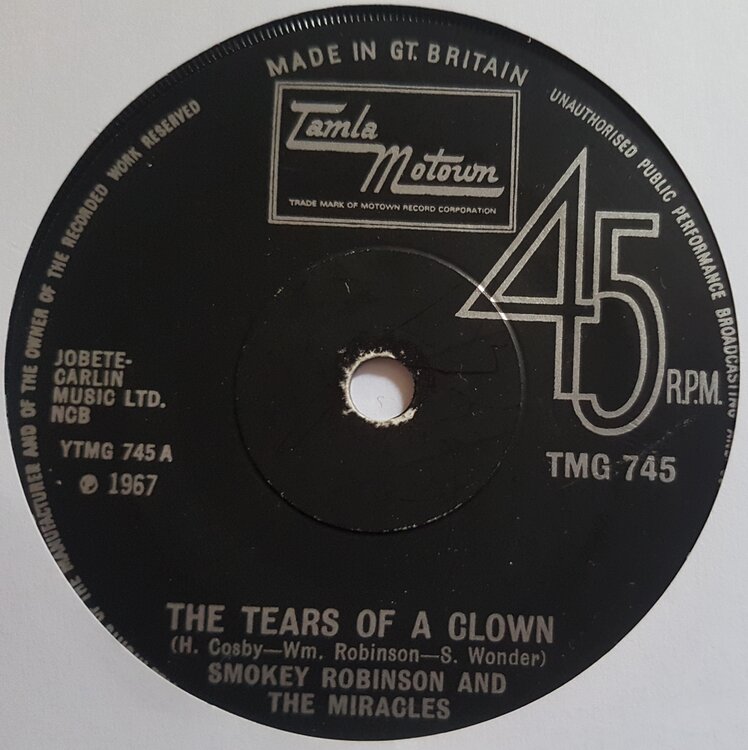 MADE IN GT. BRITAIN
Tamla
Motown
TRADE MARK OF MOTOWN RECORD CORPORATION
45
R.P.M.
TMG 745
JOBETE-
CARLIN
MUSIC LTD.
NCB
YTMG 745 A
℗ 1967
THE TEARS OF A CLOWN
(H. Cosby—Wm. Robinson—S. Wonder)
SMOKEY ROBINSON AND
THE MIRACLES
OF THE MANUFACTURER AND OF THE OWNER OF THE RECORDED WORK RESERVED
UNAUTHORISED PUBLIC PERFORMANCE BROADCASTING